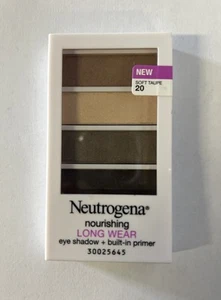 NEW
SOFT TAUPE
20
Neutrogena®
nourishing
LONG WEAR
eye shadow + built-in primer
30025645